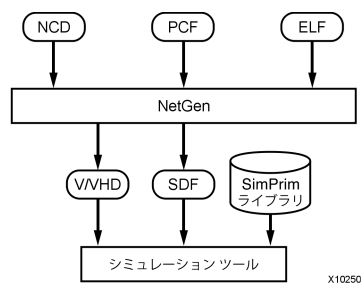 NCD
PCF
ELF
NetGen
V/VHD
SDF
SimPrim
ライブラリ
シミュレーション ツール
X10250